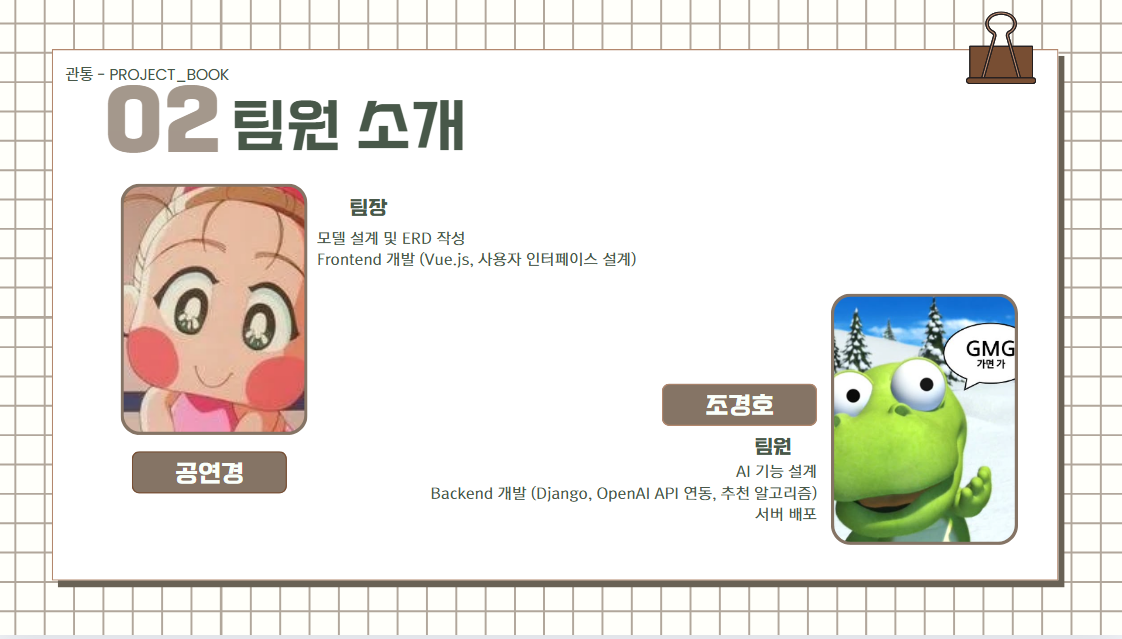 관통 - PROJECT_BOOK
02 팀원 소개
팀장
모델 설계 및 ERD 작성
Frontend 개발 (Vue.js, 사용자 인터페이스 설계)
공연경
GMG
가면 가
조경호
팀원
AI 기능 설계
Backend 개발 (Django, OpenAI API 연동, 추천 알고리즘)
서버 배포